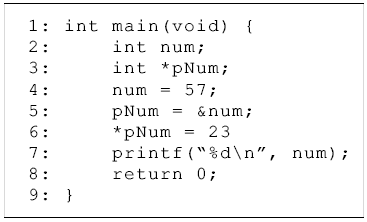 1: int main(void) {
2:     int num;
3:     int *pNum;
4:     num = 57;
5:     pNum = &num;
6:     *pNum = 23
7:     printf(“%d\n”, num);
8:     return 0;
9: }